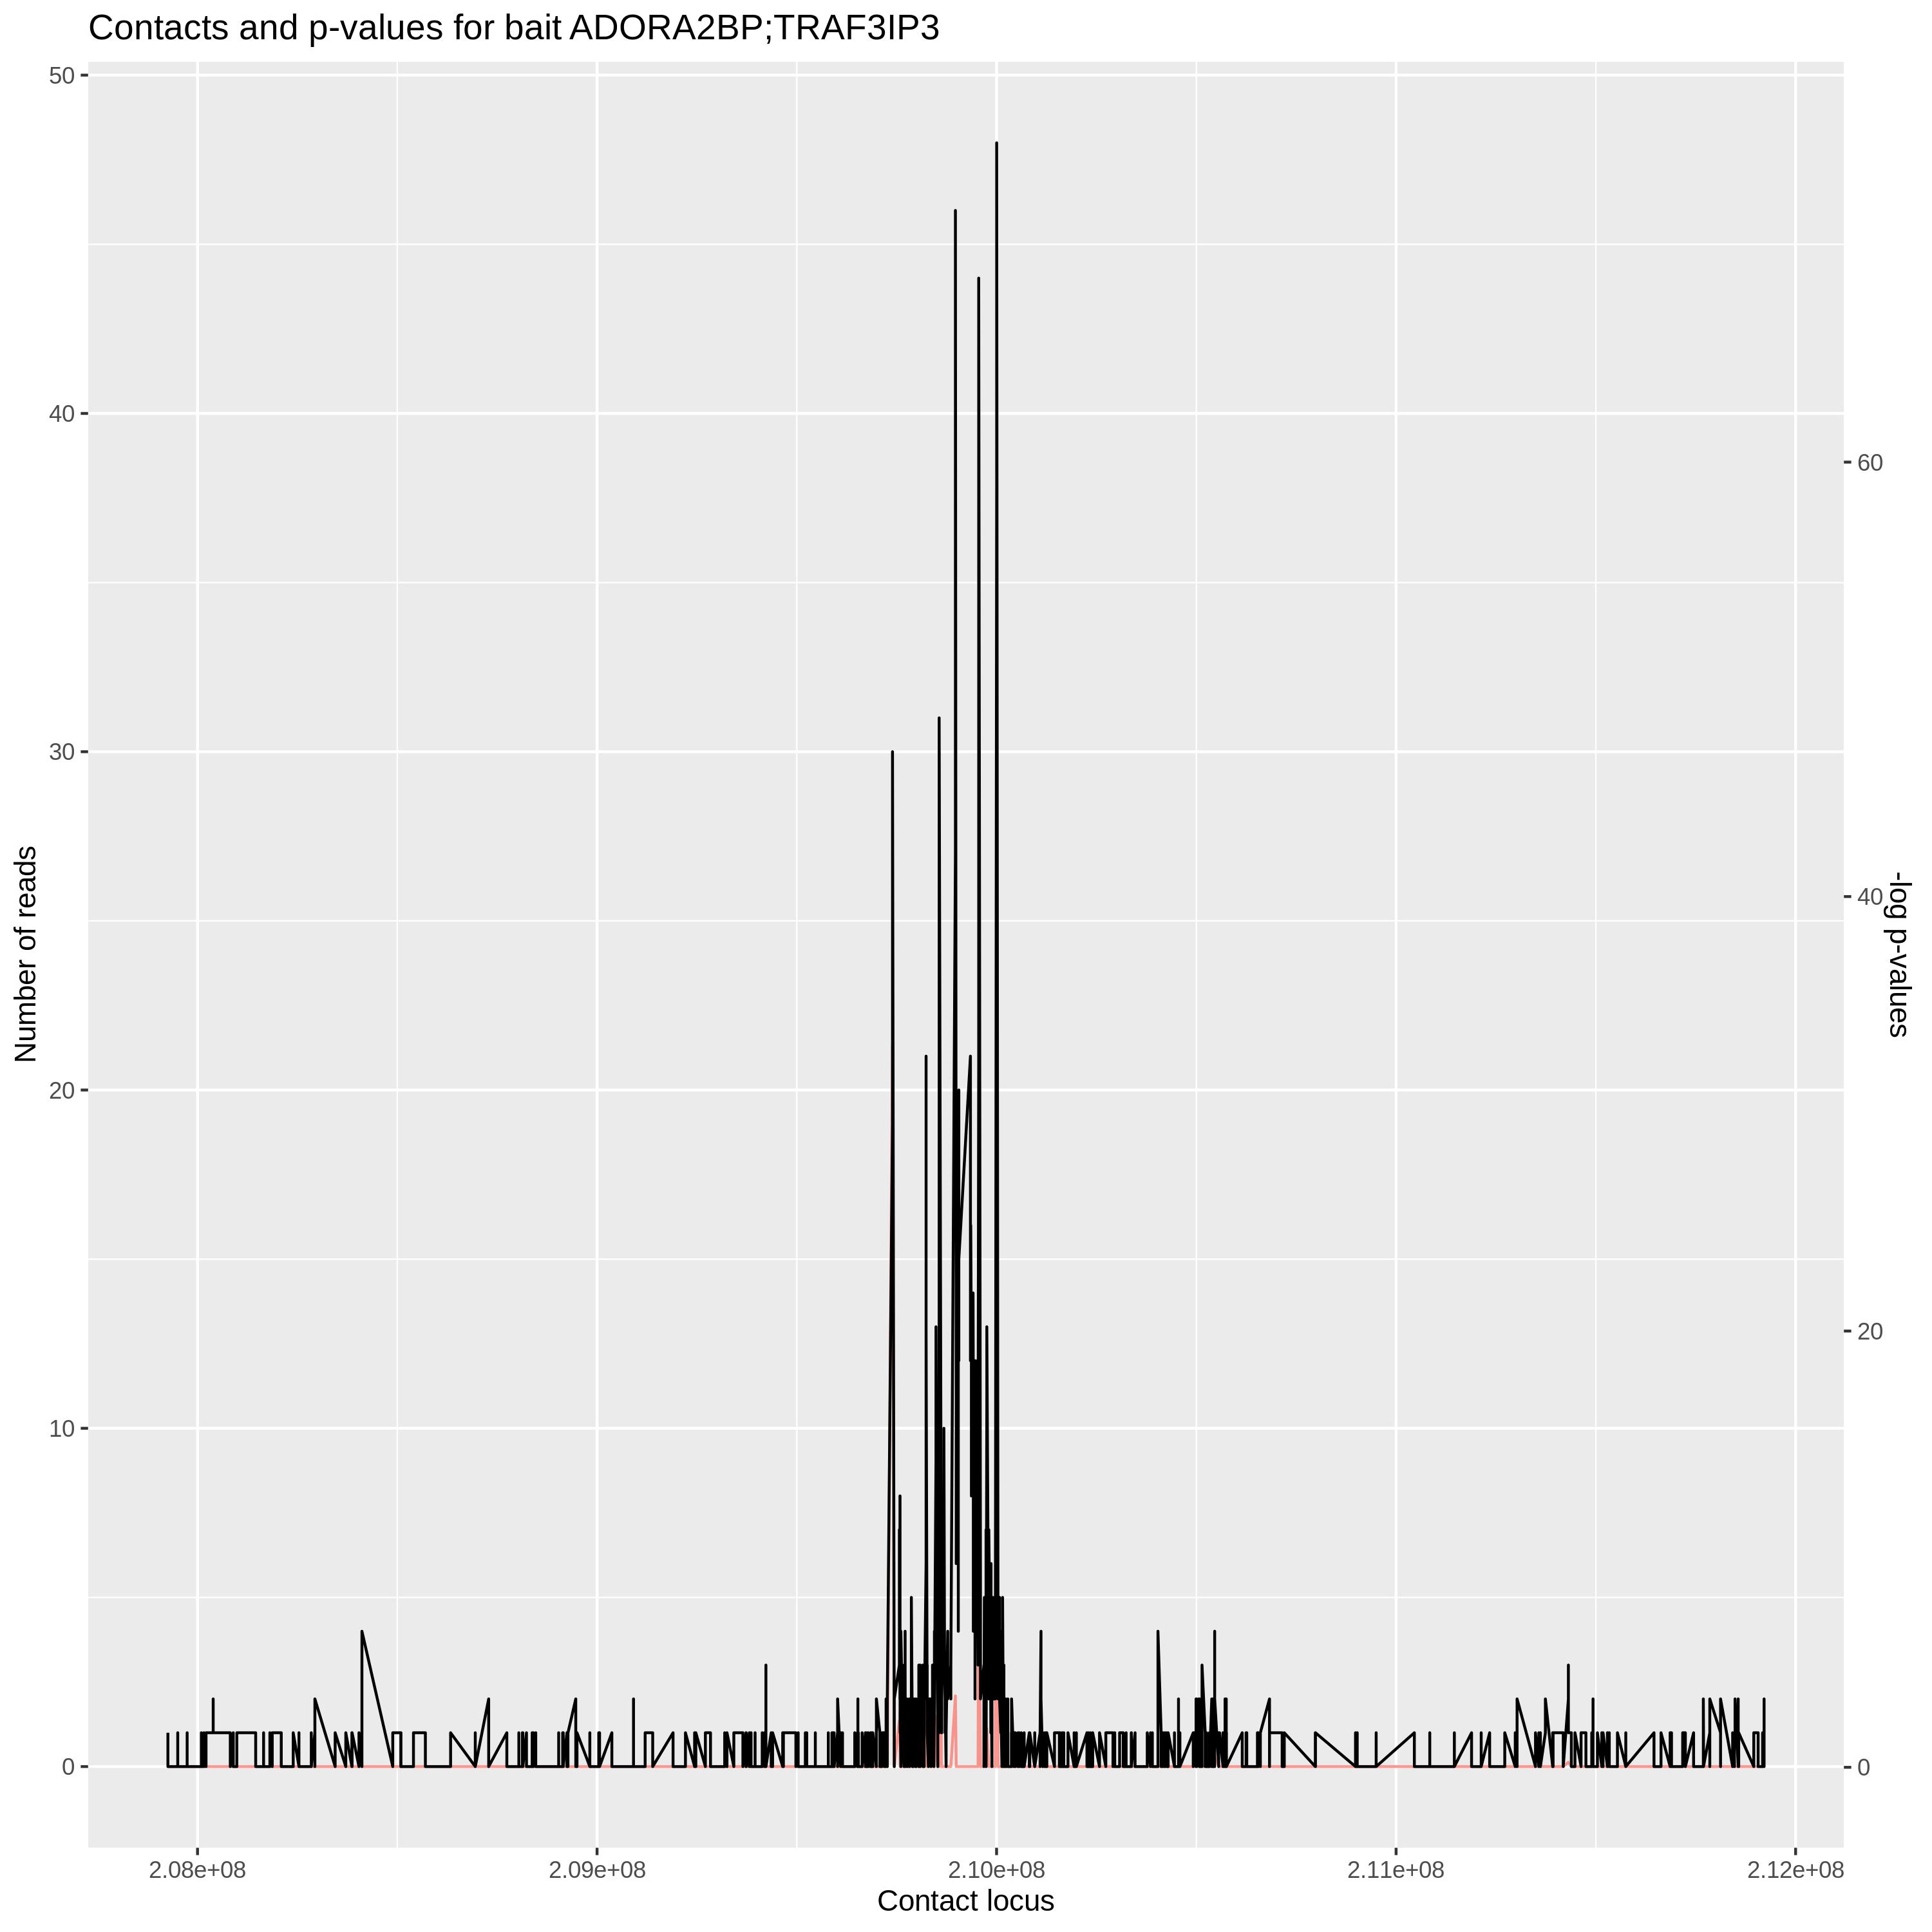 Contacts and p-values for bait ADORA2BP;TRAF3IP3
50
40
30
20
10
0
Number of reads
60
40
20
0
-log p-values
2.08e+08
2.09e+08
2.10e+08
2.11e+08
2.12e+08
Contact locus